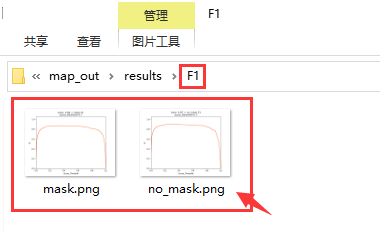 管理
F1
共享
查看
图片工具
« map_out › results › F1
mask.png
no_mask.png